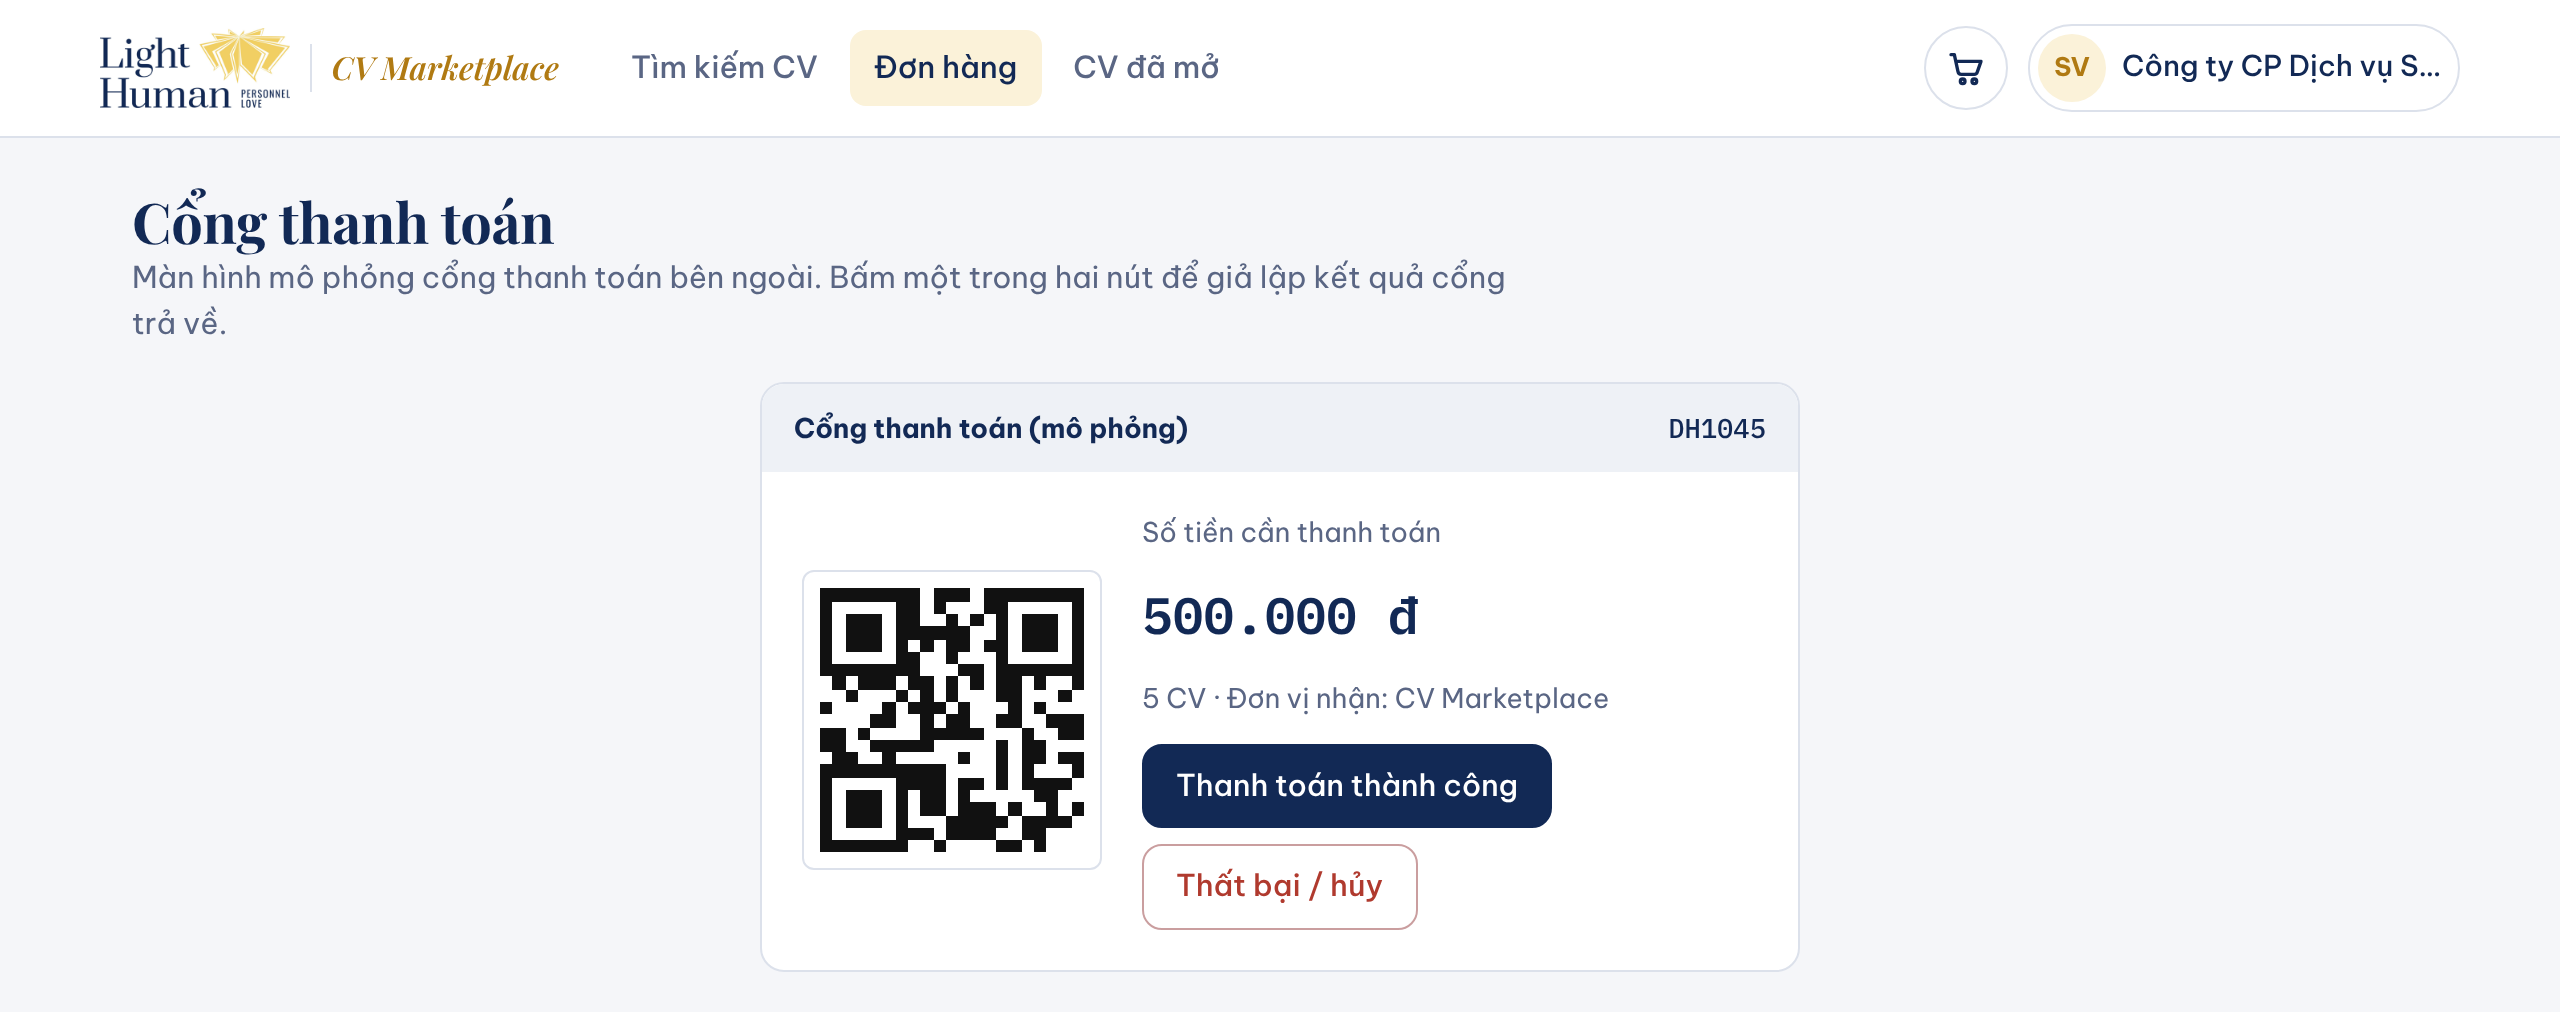 Light
Human
PERSONNEL
LOVE
CV Marketplace
Tìm kiếm CV
Đơn hàng
CV đã mở
SV
Công ty CP Dịch vụ S...
Cổng thanh toán
Màn hình mô phỏng cổng thanh toán bên ngoài. Bấm một trong hai nút để giả lập kết quả cổng
trả về.
Cổng thanh toán (mô phỏng)
DH1045
Số tiền cần thanh toán
500.000 đ
5 CV · Đơn vị nhận: CV Marketplace
Thanh toán thành công
Thất bại / hủy